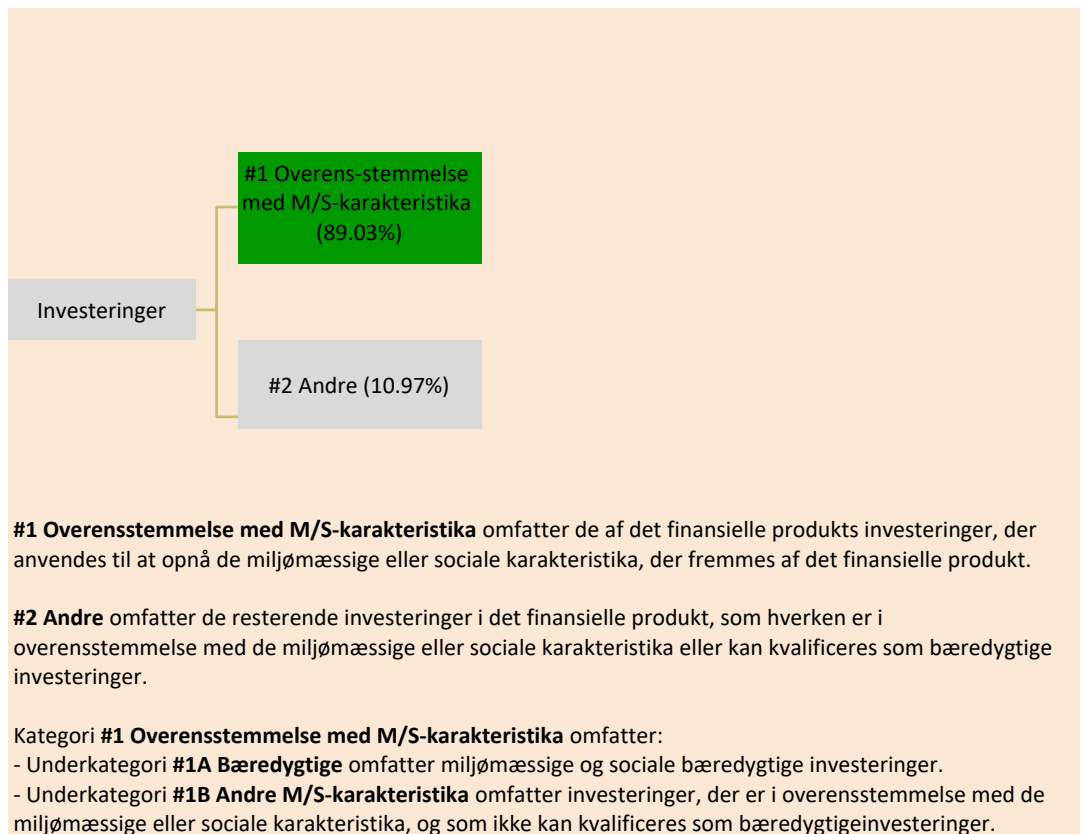 #1 Overens-stemmelse
med M/S-karakteristika
(89.03%)
Investeringer
#2 Andre (10.97%)
#1 Overensstemmelse med M/S-karakteristika omfatter de af det finansielle produkts investeringer, der
anvendes til at opnå de miljømæssige eller sociale karakteristika, der fremmes af det finansielle produkt.
#2 Andre omfatter de resterende investeringer i det finansielle produkt, som hverken er i
overensstemmelse med de miljømæssige eller sociale karakteristika eller kan kvalificeres som bæredygtige
investeringer.
Kategori #1 Overensstemmelse med M/S-karakteristika omfatter:
- Underkategori #1A Bæredygtige omfatter miljømæssige og sociale bæredygtige investeringer.
- Underkategori #1B Andre M/S-karakteristika omfatter investeringer, der er i overensstemmelse med de
miljømæssige eller sociale karakteristika, og som ikke kan kvalificeres som bæredygtigeinvesteringer.